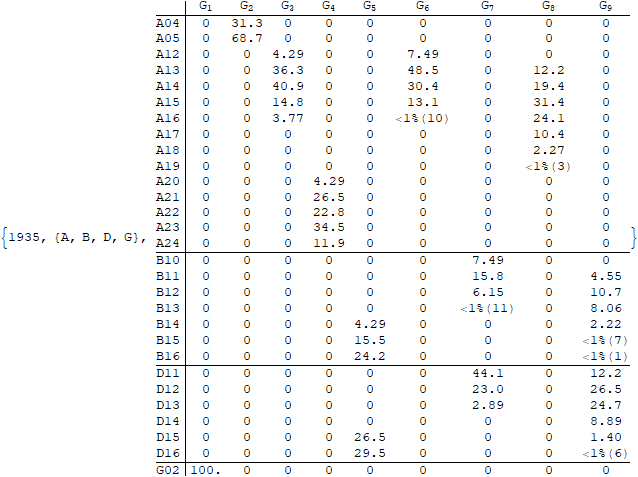 G1 G2 G3 G4 G5 G6 G7 G8 G9
A04 0 31.3 0 0 0 0 0 0 0
A05 0 68.7 0 0 0 0 0 0 0
A12 0 0 4.29 0 0 7.49 0 0 0
A13 0 0 36.3 0 0 48.5 0 12.2 0
A14 0 0 40.9 0 0 30.4 0 19.4 0
A15 0 0 14.8 0 0 13.1 0 31.4 0
A16 0 0 3.77 0 0 <1%(10) 0 24.1 0
A17 0 0 0 0 0 0 0 10.4 0
A18 0 0 0 0 0 0 0 2.27 0
A19 0 0 0 0 0 0 0 <1%(3) 0
A20 0 0 0 4.29 0 0 0 0 0
A21 0 0 0 26.5 0 0 0 0 0
A22 0 0 0 22.8 0 0 0 0 0
A23 0 0 0 34.5 0 0 0 0 0
{1935, {A, B, D, G}, A24 0 0 0 11.9 0 0 0 0 0 }
B10 0 0 0 0 0 0 7.49 0 0
B11 0 0 0 0 0 0 15.8 0 4.55
B12 0 0 0 0 0 0 6.15 0 10.7
B13 0 0 0 0 0 0 <1%(11) 0 8.06
B14 0 0 0 0 4.29 0 0 0 2.22
B15 0 0 0 0 15.5 0 0 0 <1%(7)
B16 0 0 0 0 24.2 0 0 0 <1%(1)
D11 0 0 0 0 0 0 44.1 0 12.2
D12 0 0 0 0 0 0 23.0 0 26.5
D13 0 0 0 0 0 0 2.89 0 24.7
D14 0 0 0 0 0 0 0 0 8.89
D15 0 0 0 0 26.5 0 0 0 1.40
D16 0 0 0 0 29.5 0 0 0 <1%(6)
G02 100. 0 0 0 0 0 0 0 0